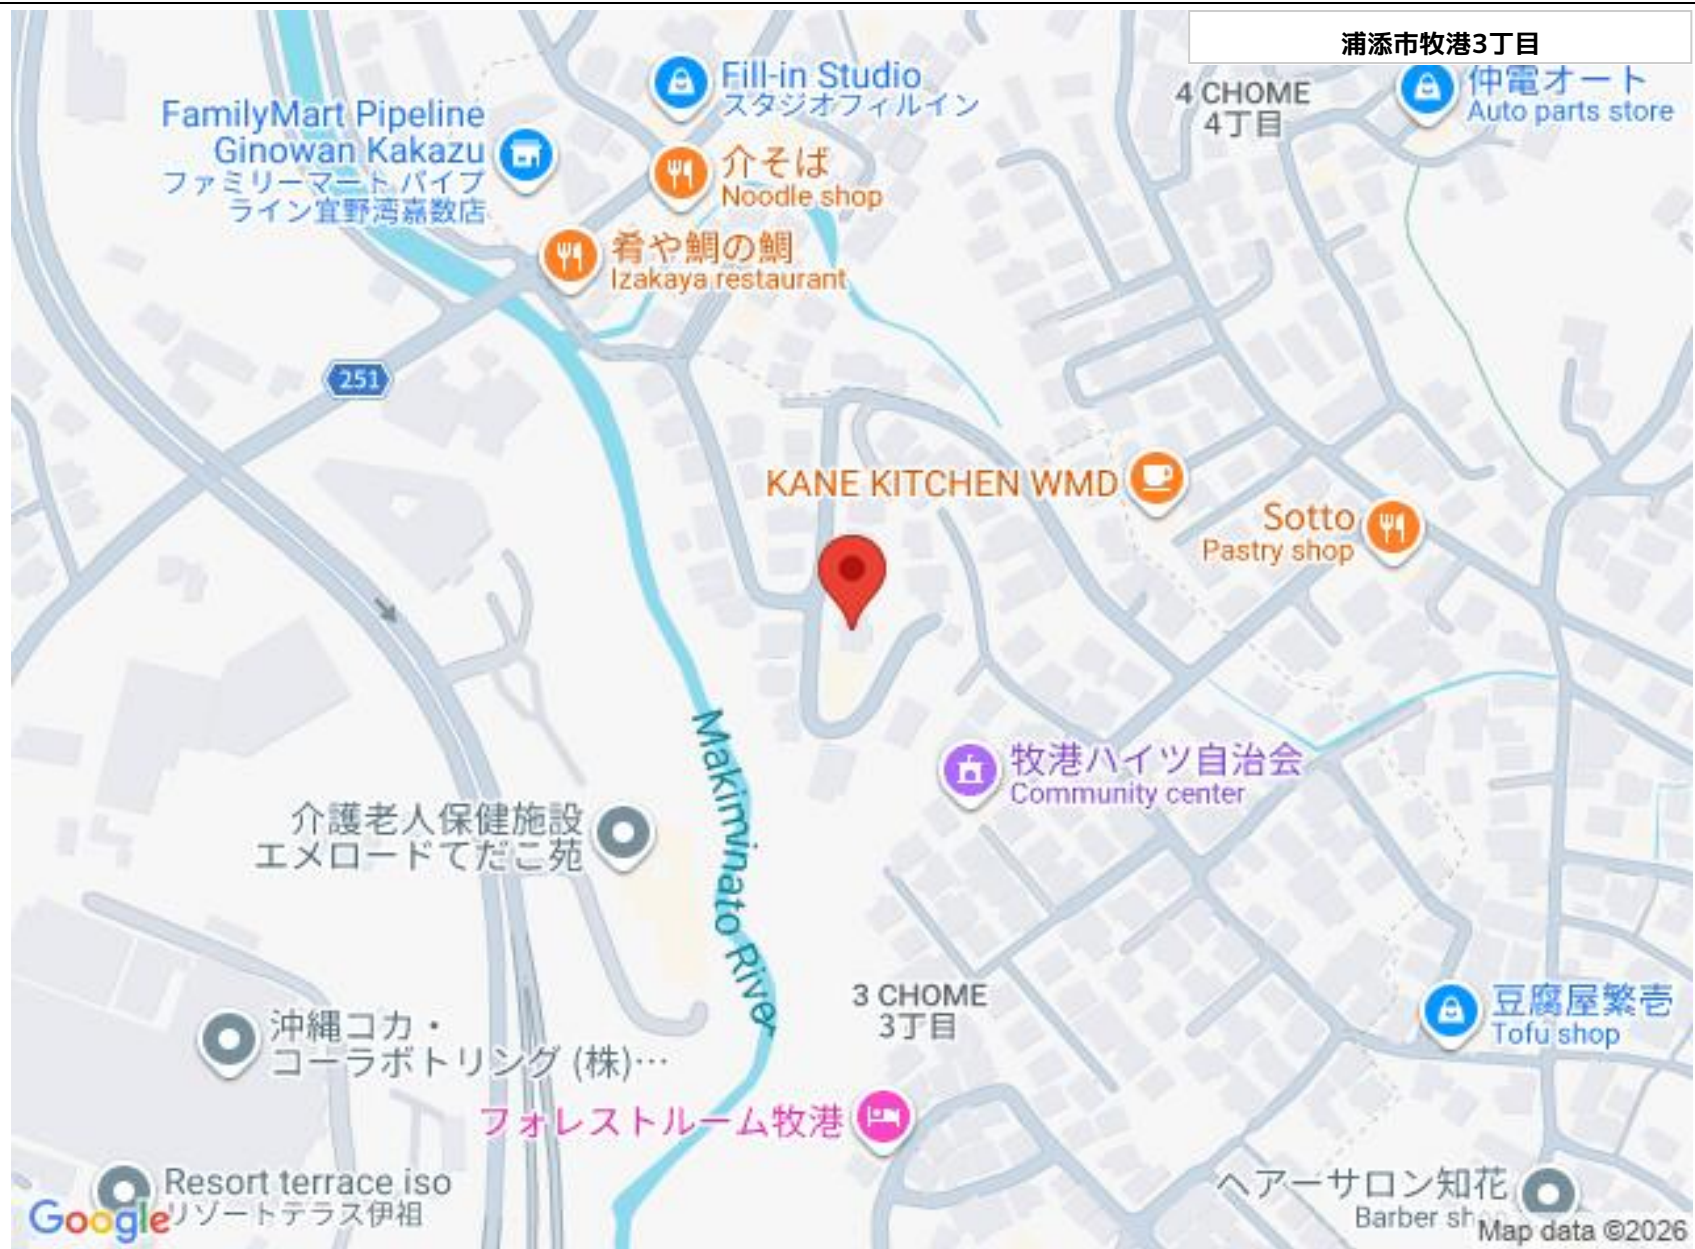 浦添市牧港3丁目
Fill-in Studio
スタジオフィルイン
4 CHOME
4丁目
仲電オート
Auto parts store
FamilyMart Pipeline
Ginowan Kakazu
ファミリーマート パイプ
ライン宜野湾嘉数店
介そば
Noodle shop
肴や鯛の鯛
Izakaya restaurant
251
KANE KITCHEN WMD
Sotto
Pastry shop
Makiminato River
牧港ハイツ自治会
Community center
介護老人保健施設
エメロードてだこ苑
3 CHOME
3丁目
豆腐屋繁壱
Tofu shop
沖縄コカ・
コーラボトリング (株)…
フォレストルーム牧港
Resort terrace iso
リゾートテラス伊祖
ヘアーサロン知花
Barber sh
Google
Map data ©2026